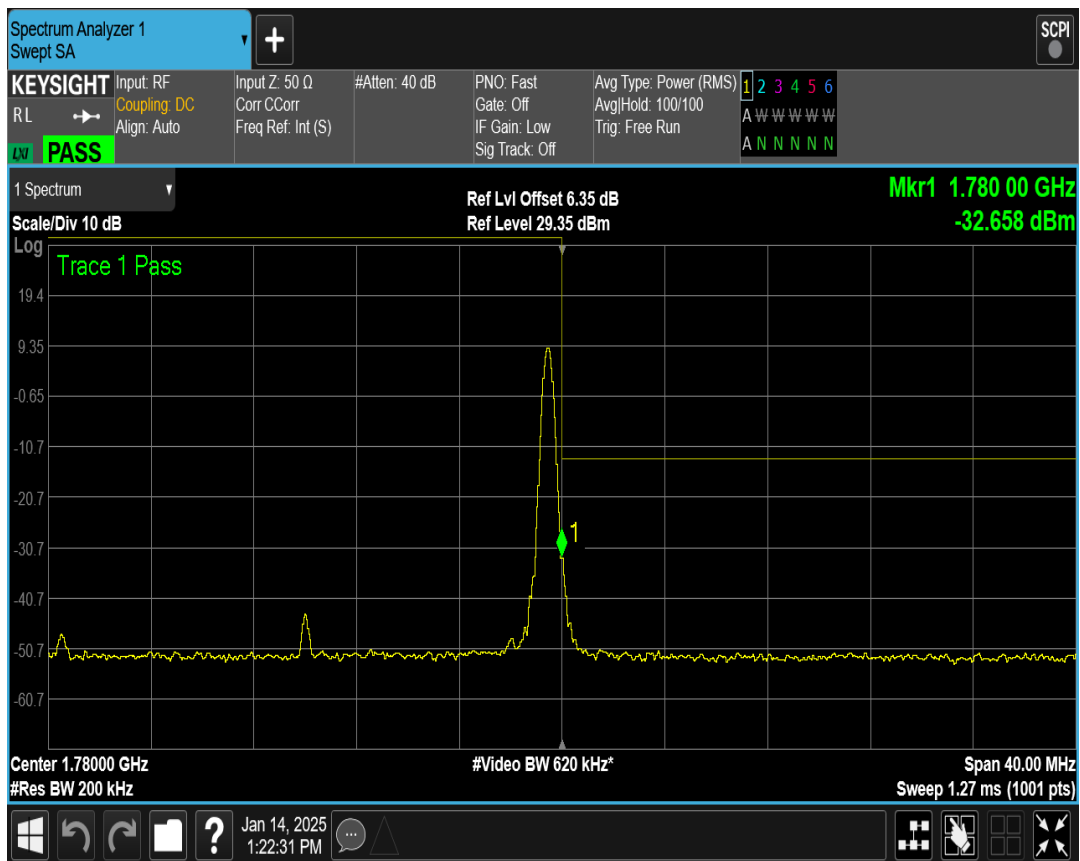 Spectrum Analyzer 1
Swept SA
+
SCPI
KEYSIGHT
RL
LXI PASS
Input: RF
Coupling: DC
Align: Auto
Input Z: 50 Ω
Corr CCorr
Freq Ref: Int (S)
#Atten: 40 dB
PNO: Fast
Gate: Off
IF Gain: Low
Sig Track: Off
Avg Type: Power (RMS)
Avg|Hold: 100/100
Trig: Free Run
1 2 3 4 5 6
A W W W W W
A N N N N N
1 Spectrum
Scale/Div 10 dB
Ref Lvl Offset 6.35 dB
Ref Level 29.35 dBm
Mkr1 1.780 00 GHz
-32.658 dBm
Log
Trace 1 Pass
19.4
9.35
-0.65
-10.7
-20.7
-30.7
-40.7
-50.7
-60.7
1
Center 1.78000 GHz
#Res BW 200 kHz
#Video BW 620 kHz*
Span 40.00 MHz
Sweep 1.27 ms (1001 pts)
?
Jan 14, 2025
1:22:31 PM